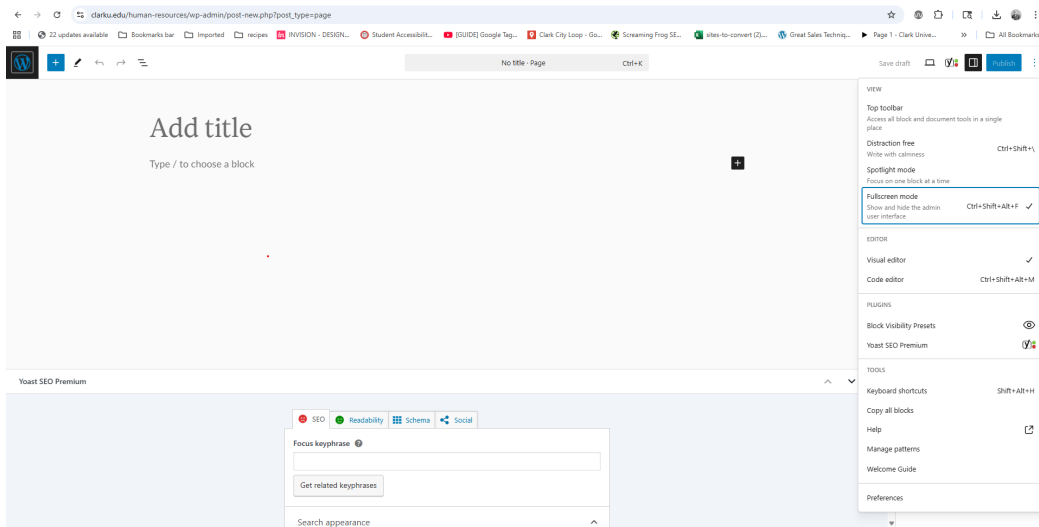 clarku.edu/human-resources/wp-admin/post-new.php?post_type=page
22 updates available Bookmarks bar Imported recipes INVISION - DESIGN... Student Accessibilit... [GUIDE] Google Tag... Clark City Loop - Go... Screaming Frog SE... sites-to-convert (2).... Great Sales Techniq... Page 1 - Clark Unive... » All Bookmarks
No title · Page Ctrl+K
Save draft Publish
Add title
Type / to choose a block
VIEW
Top toolbar
Access all block and document tools in a single
place
Distraction free Ctrl+Shift+\
Write with calmness
Spotlight mode
Focus on one block at a time
Fullscreen mode
Show and hide the admin Ctrl+Shift+Alt+F
user interface
EDITOR
Visual editor
Code editor Ctrl+Shift+Alt+M
PLUGINS
Block Visibility Presets
Yoast SEO Premium
TOOLS
Keyboard shortcuts Shift+Alt+H
Copy all blocks
Help
Manage patterns
Welcome Guide
Preferences
Yoast SEO Premium
SEO Readability Schema Social
Focus keyphrase
Get related keyphrases
Search appearance